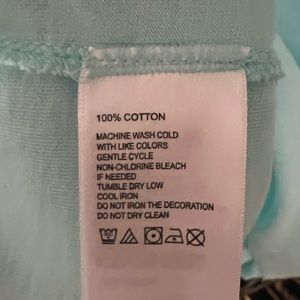 100% COTTON
MACHINE WASH COLD
WITH LIKE COLORS
GENTLE CYCLE
NON-CHLORINE BLEACH
IF NEEDED
TUMBLE DRY LOW
COOL IRON
DO NOT IRON THE DECORATION
DO NOT DRY CLEAN